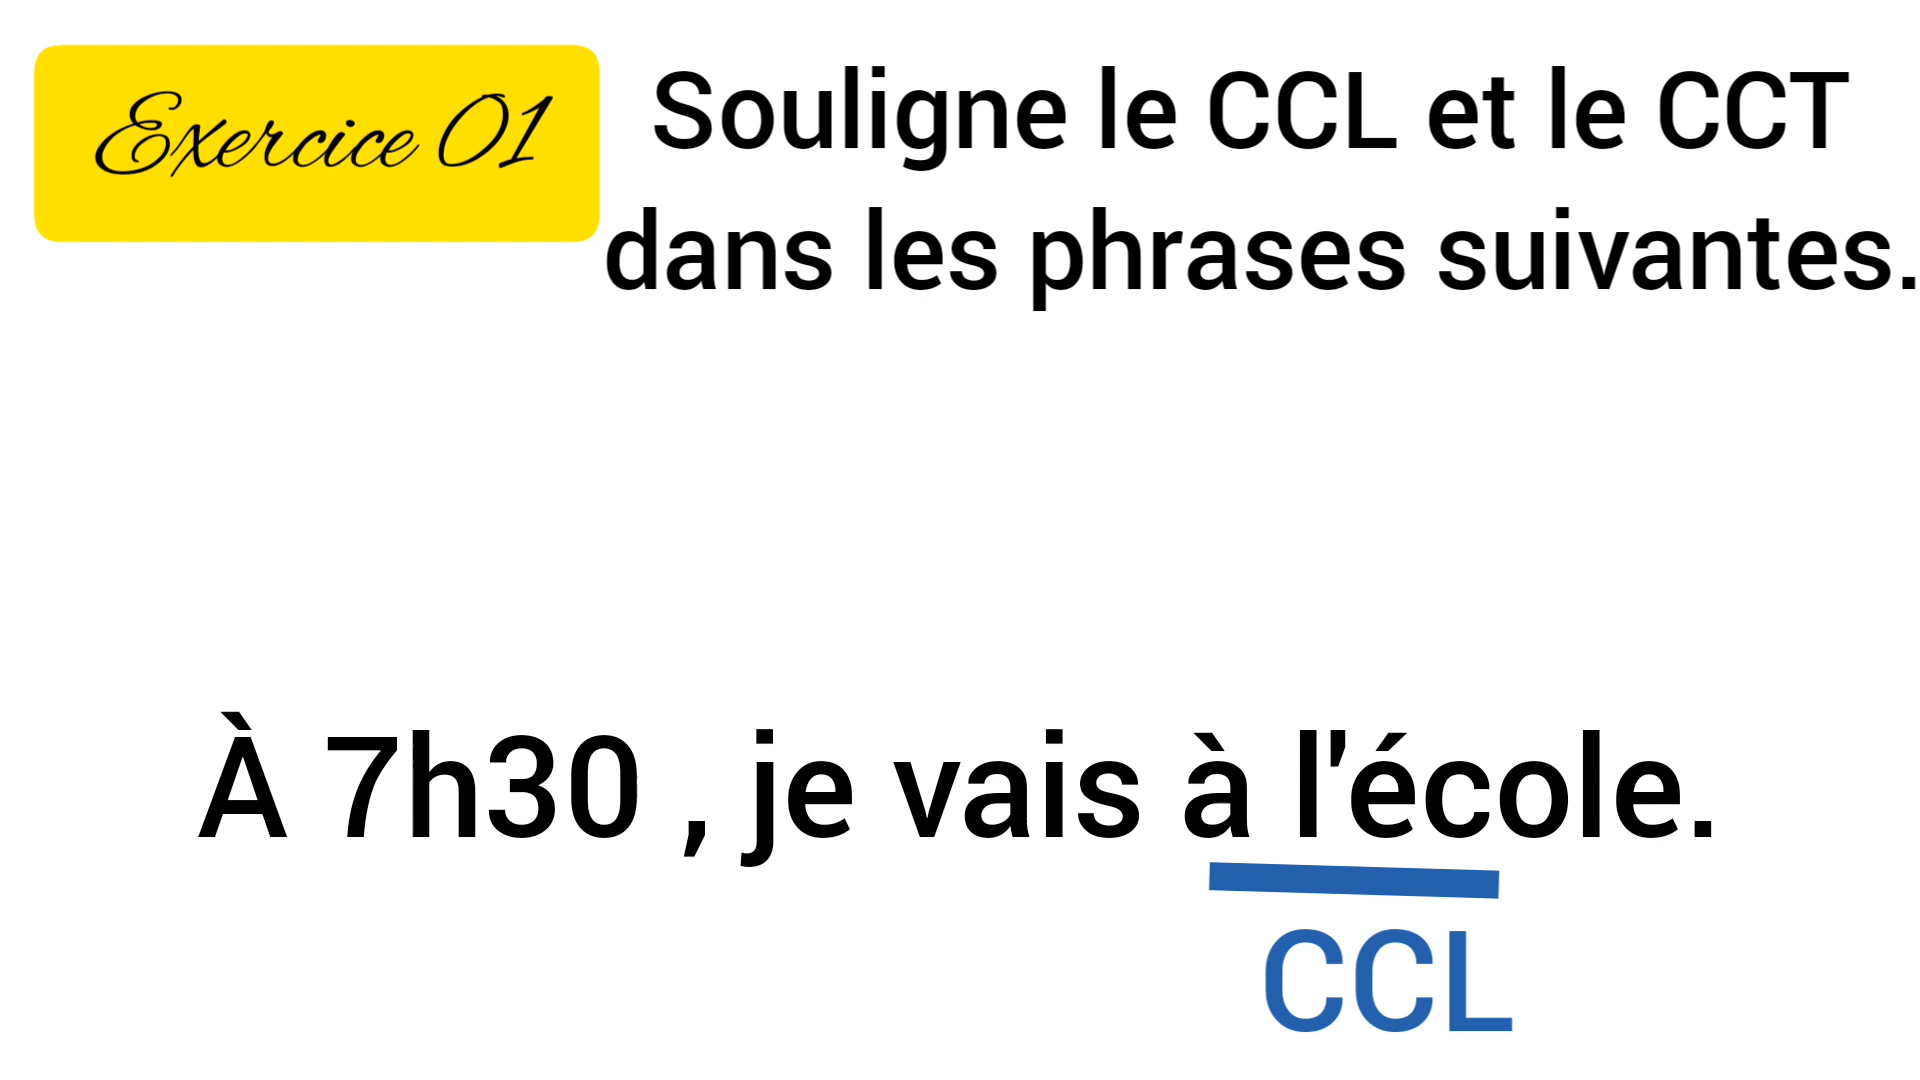 Exercice 01
Souligne le CCL et le CCT
dans les phrases suivantes.
À 7h30 , je vais à l'école.
CCL